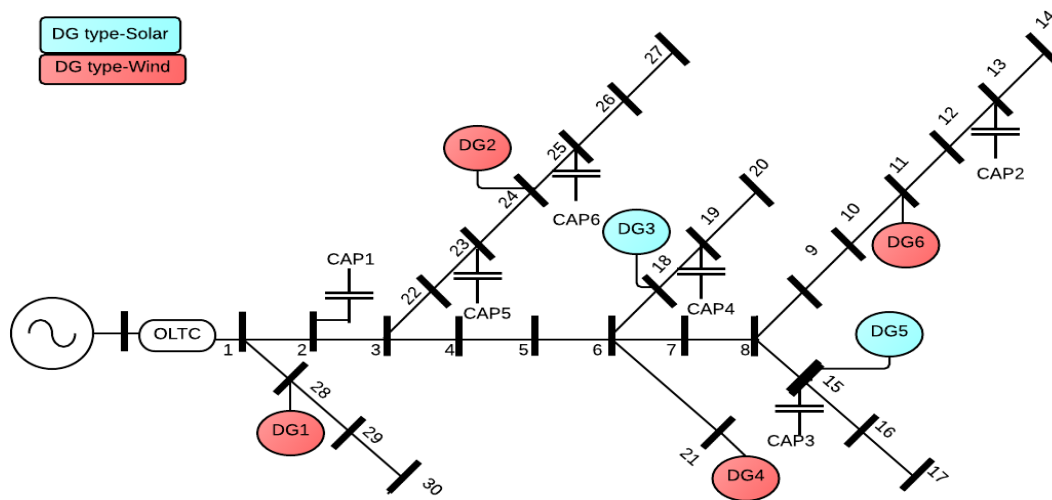 DG type-Solar
DG type-Wind
14
13
27
12
26
CAP2
DG2
25
11
20
24
CAP6
10
19
DG3
DG6
23
18
9
CAP1
22
CAP5
CAP4
OLTC
1
2
3
4
5
6
7
8
DG5
15
28
CAP3
DG1
29
16
21
17
30
DG4